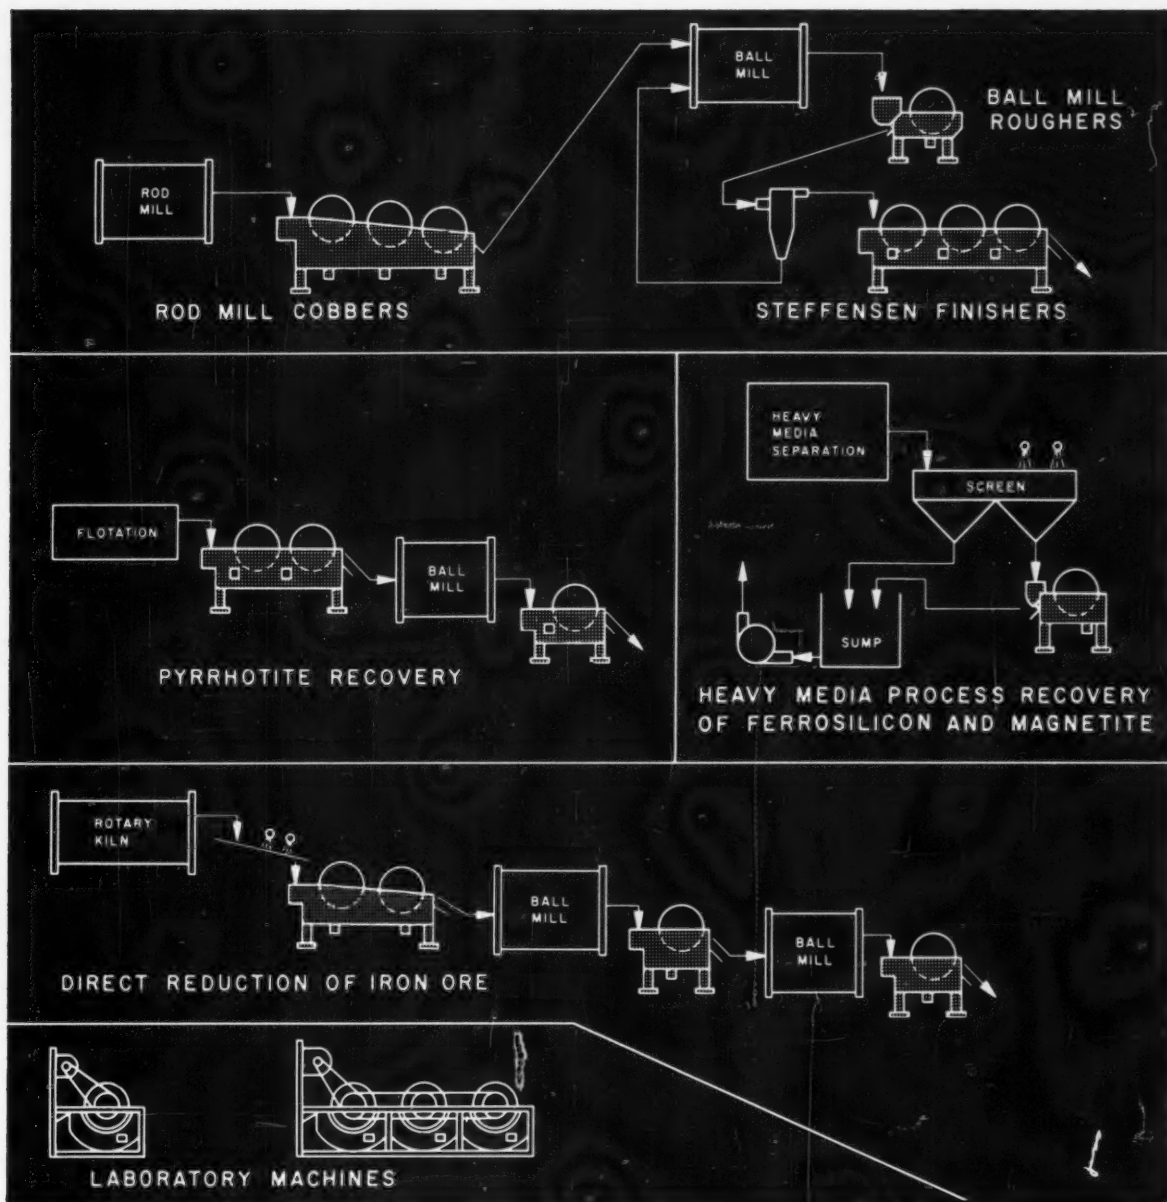 BALL
MILL
BALL MILL
ROUGHERS
ROD
MILL
ROD MILL COBBERS
STEFFENSEN FINISHERS
HEAVY
MEDIA
SEPARATION
SCREEN
FLOTATION
BALL
MILL
SUMP
PYRRHOTITE RECOVERY
HEAVY MEDIA PROCESS RECOVERY
OF FERROSILICON AND MAGNETITE
ROTARY
KILN
BALL
MILL
BALL
MILL
DIRECT REDUCTION OF IRON ORE
LABORATORY MACHINES